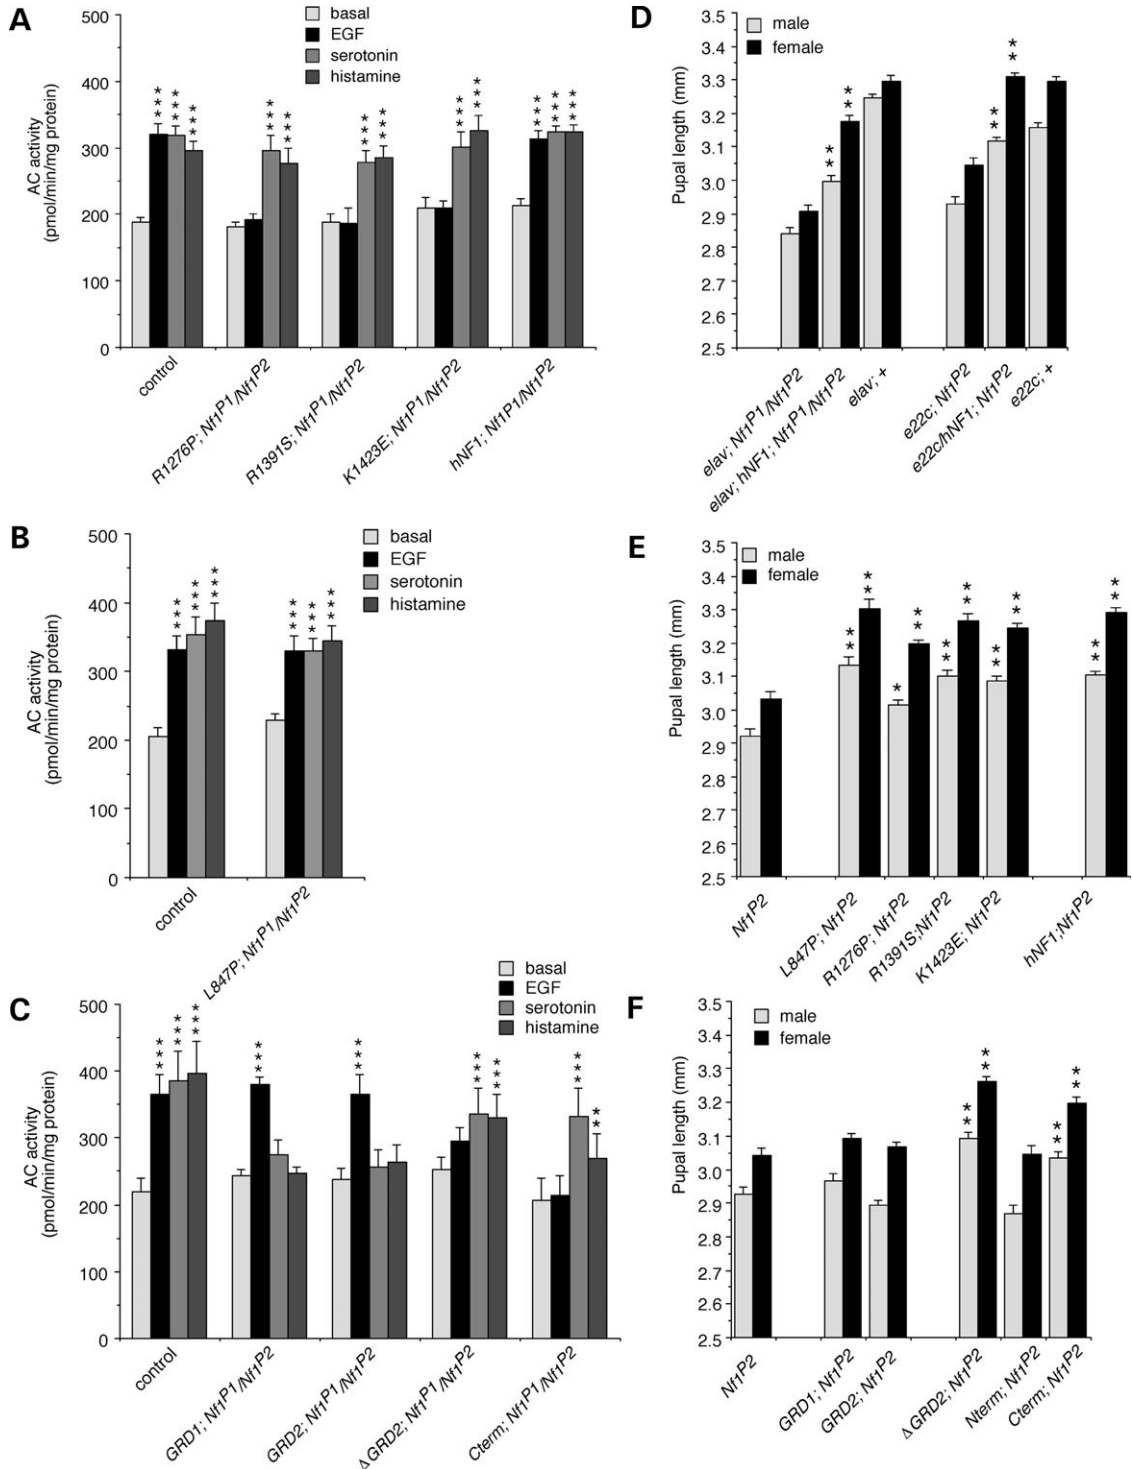 A
500
400
300
200
100
0
AC activity
(pmol/min/mg protein)
basal
EGF
serotonin
histamine
***
***
***
***
***
***
***
***
***
***
***
***
control
R1276P; Nf1P1/Nf1P2
R1391S; Nf1P1/Nf1P2
K1423E; Nf1P1/Nf1P2
hNF1; Nf1P1/Nf1P2
D
3.5
3.4
3.3
3.2
3.1
3.0
2.9
2.8
2.7
2.6
2.5
Pupal length (mm)
male
female
**
**
**
**
elav; Nf1P1/Nf1P2
elav; hNF1; Nf1P1/Nf1P2
elav; +
e22c; Nf1P2
e22c/hNF1; Nf1P2
e22c; +
B
500
400
300
200
100
0
AC activity
(pmol/min/mg protein)
basal
EGF
serotonin
histamine
***
***
***
***
***
***
control
L847P; Nf1P1/Nf1P2
E
3.5
3.4
3.3
3.2
3.1
3.0
2.9
2.8
2.7
2.6
2.5
Pupal length (mm)
male
female
**
**
*
**
**
**
**
**
**
**
Nf1P2
L847P; Nf1P2
R1276P; Nf1P2
R1391S;Nf1P2
K1423E; Nf1P2
hNF1;Nf1P2
C
500
400
300
200
100
0
AC activity
(pmol/min/mg protein)
basal
EGF
serotonin
histamine
***
***
***
***
***
***
***
***
**
control
GRD1; Nf1P1/Nf1P2
GRD2; Nf1P1/Nf1P2
ΔGRD2; Nf1P1/Nf1P2
Cterm; Nf1P1/Nf1P2
F
3.5
3.4
3.3
3.2
3.1
3.0
2.9
2.8
2.7
2.6
2.5
Pupal length (mm)
male
female
**
**
**
**
Nf1P2
GRD1; Nf1P2
GRD2; Nf1P2
ΔGRD2; Nf1P2
Nterm; Nf1P2
Cterm; Nf1P2